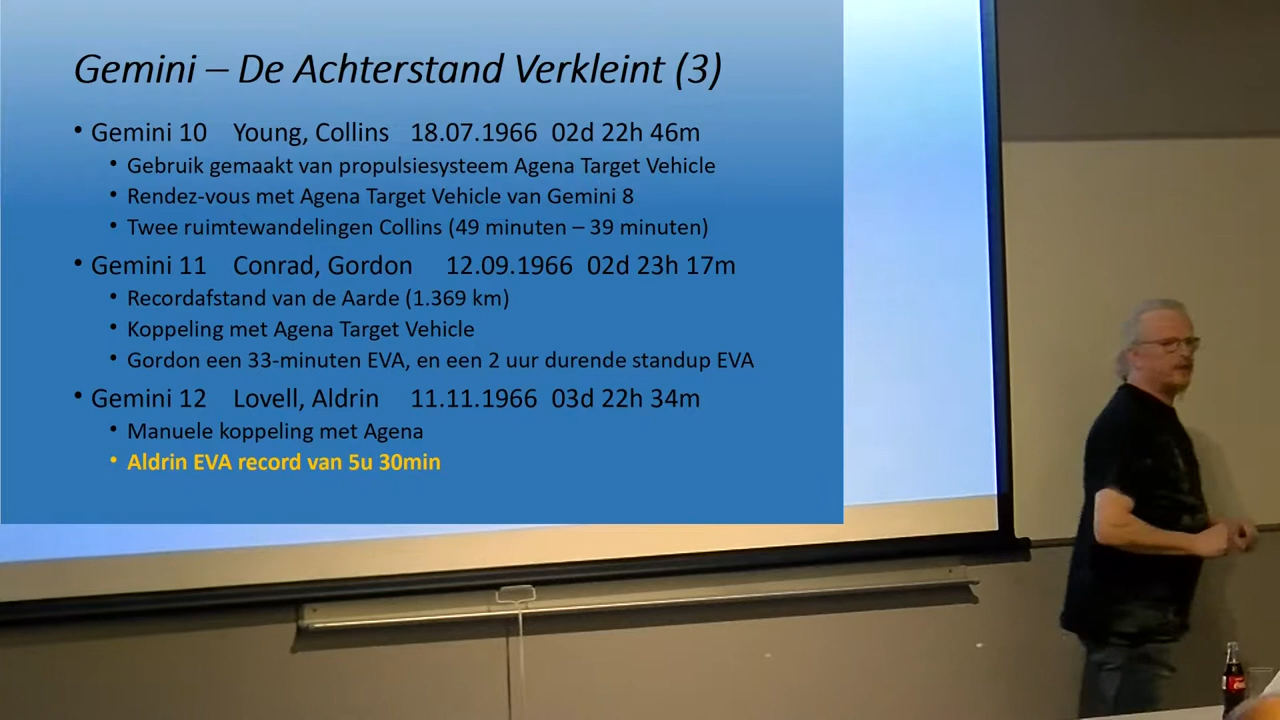 Gemini – De Achterstand Verkleint (3)
• Gemini 10 Young, Collins 18.07.1966 02d 22h 46m
• Gebruik gemaakt van propulsiesysteem Agena Target Vehicle
• Rendez-vous met Agena Target Vehicle van Gemini 8
• Twee ruimtewandelingen Collins (49 minuten – 39 minuten)
• Gemini 11 Conrad, Gordon 12.09.1966 02d 23h 17m
• Recordafstand van de Aarde (1.369 km)
• Koppeling met Agena Target Vehicle
• Gordon een 33-minuten EVA, en een 2 uur durende standup EVA
• Gemini 12 Lovell, Aldrin 11.11.1966 03d 22h 34m
• Manuele koppeling met Agena
• Aldrin EVA record van 5u 30min